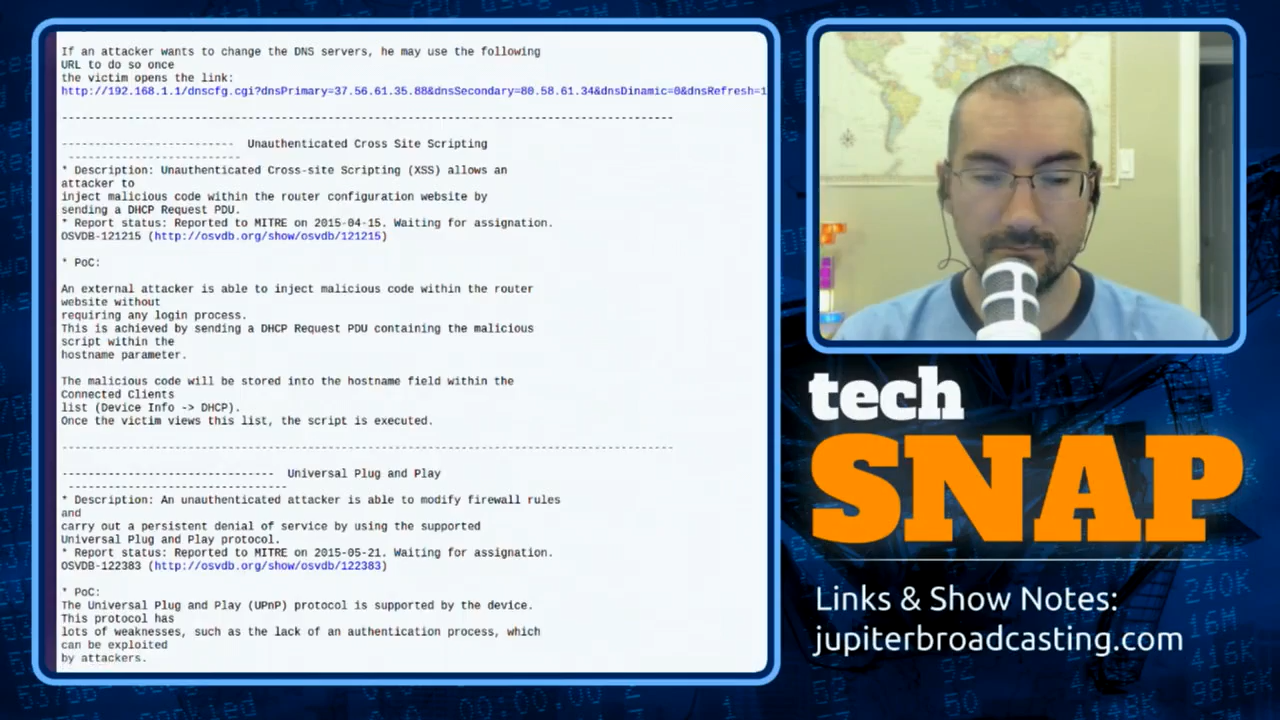 If an attacker wants to change the DNS servers, he may use the following
URL to do so once
the victim opens the link:
http://192.168.1.1/dnscfg.cgi?dnsPrimary=37.56.61.35.88&dnsSecondary=80.58.61.34&dnsDinamic=0&dnsRefresh=1
--------------------------------------------------------------------------------------------
-------------------------- Unauthenticated Cross Site Scripting
--------------------------
* Description: Unauthenticated Cross-site Scripting (XSS) allows an
attacker to
inject malicious code within the router configuration website by
sending a DHCP Request PDU.
* Report status: Reported to MITRE on 2015-04-15. Waiting for assignation.
OSVDB-121215 (http://osvdb.org/show/osvdb/121215)
* PoC:
An external attacker is able to inject malicious code within the router
website without
requiring any login process.
This is achieved by sending a DHCP Request PDU containing the malicious
script within the
hostname parameter.
The malicious code will be stored into the hostname field within the
Connected Clients
list (Device Info -> DHCP).
Once the victim views this list, the script is executed.
--------------------------------------------------------------------------------------------
-------------------------------- Universal Plug and Play
---------------------------------
* Description: An unauthenticated attacker is able to modify firewall rules
and
carry out a persistent denial of service by using the supported
Universal Plug and Play protocol.
* Report status: Reported to MITRE on 2015-05-21. Waiting for assignation.
OSVDB-122383 (http://osvdb.org/show/osvdb/122383)
* PoC:
The Universal Plug and Play (UPnP) protocol is supported by the device.
This protocol has
lots of weaknesses, such as the lack of an authentication process, which
can be exploited
by attackers.
tech
SNAP
Links & Show Notes:
jupiterbroadcasting.com